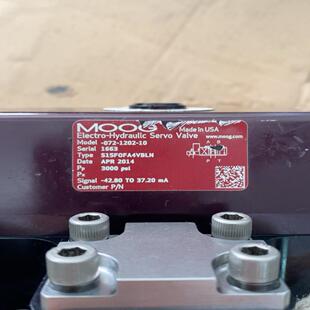 MOOG
Made in USA
Electro-Hydraulic Servo Valve
www.moog.com
Model -072-1202-10
Serial 1663
Type S15FOFA4VBLN
Date APR 2014
PP 3000 psi
PX
Signal -42.80 TO 37.20 mA
Customer P/N
A B
P T